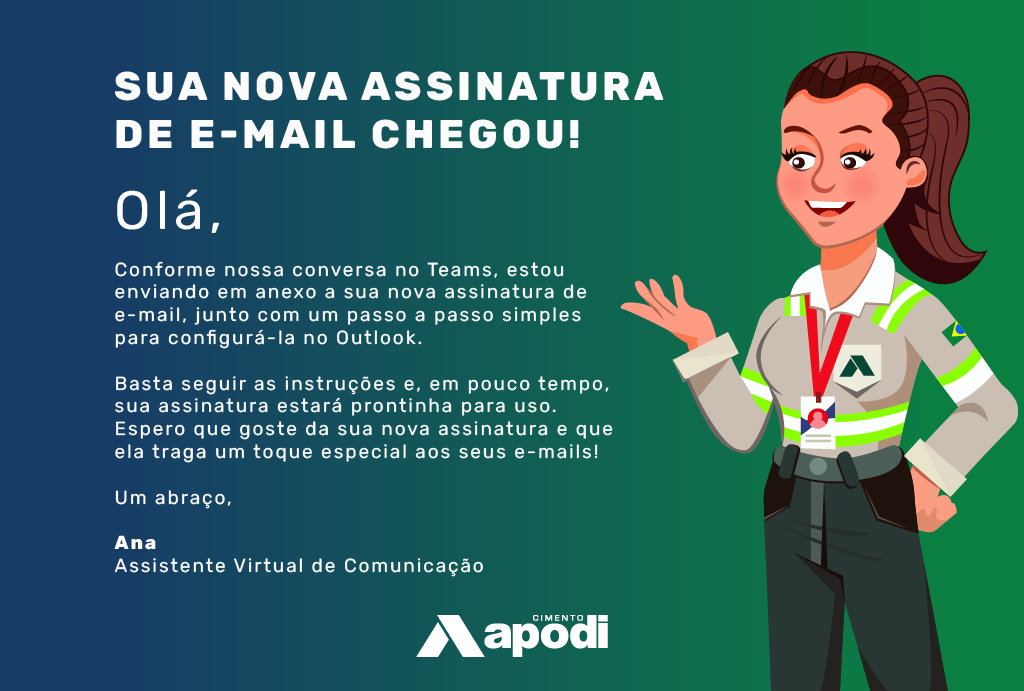 SUA NOVA ASSINATURA
DE E-MAIL CHEGOU!
Olá,
Conforme nossa conversa no Teams, estou
enviando em anexo a sua nova assinatura de
e-mail, junto com um passo a passo simples
para configurá-la no Outlook.
Basta seguir as instruções e, em pouco tempo,
sua assinatura estará prontinha para uso.
Espero que goste da sua nova assinatura e que
ela traga um toque especial aos seus e-mails!
Um abraço,
Ana
Assistente Virtual de Comunicação
CIMENTO
apodi